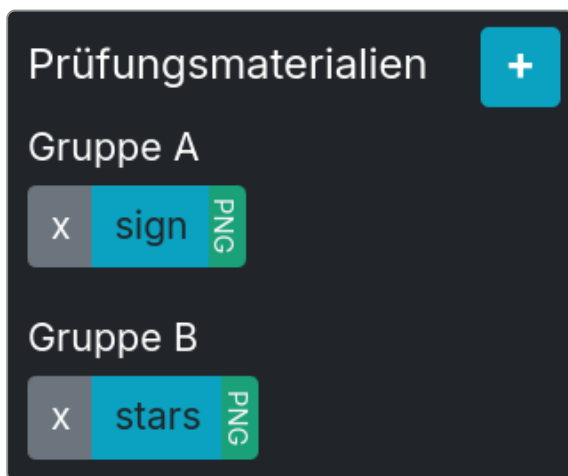 Prüfungsmaterialien +
Gruppe A
x sign PNG
Gruppe B
x stars PNG